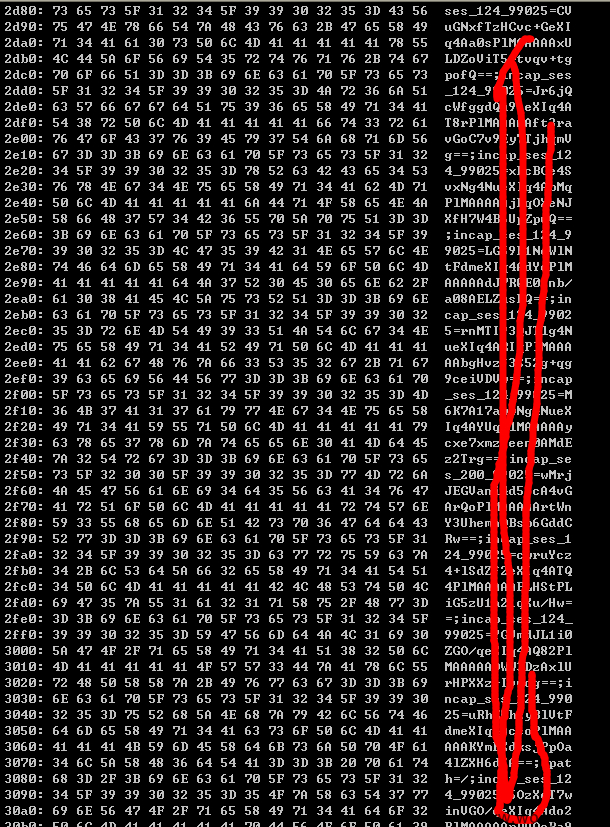 2d80: 73 65 73 5F 31 32 34 5F 39 39 30 32 35 3D 43 56 ses_124_99025=CV
2d90: 75 47 4E 78 66 54 7A 48 43 76 63 2B 47 65 58 49 uGNxfTzHCvc+GeXI
2da0: 71 34 41 61 30 73 50 6C 4D 41 41 41 41 41 78 55 q4Aa0sPlMAAAAAxU
2db0: 4C 44 5A 6F 56 69 54 35 72 74 76 71 76 2B 74 67 LDZoViT5rtvqv+tg
2dc0: 70 6F 66 51 3D 3D 3B 69 6E 63 61 70 5F 73 65 73 pofQ==;incap_ses
2dd0: 5F 31 32 34 5F 39 39 30 32 35 3D 4A 72 36 6A 51 _124_99025=Jr6jQ
2de0: 63 57 66 67 67 64 51 75 39 36 65 58 49 71 34 41 cWfggdQu96eXIq4A
2df0: 54 38 72 50 6C 4D 41 41 41 41 41 66 74 33 72 61 T8rPlMAAAAAft3ra
2e00: 76 47 6F 43 37 76 39 45 79 37 54 6A 68 71 6D 56 vGoC7v9Ey7TjhqmV
2e10: 67 3D 3D 3B 69 6E 63 61 70 5F 73 65 73 5F 31 32 g==;incap_ses_12
2e20: 34 5F 39 39 30 32 35 3D 78 52 63 42 43 65 34 53 4_99025=xRcBCe4S
2e30: 76 78 4E 67 34 4E 75 65 58 49 71 34 41 62 4D 71 vxNg4NueXIq4AbMq
2e40: 50 6C 4D 41 41 41 41 41 6A 44 71 4F 58 65 4E 4A PlMAAAAAjDqOXeNJ
2e50: 58 66 48 37 57 34 42 36 55 70 5A 70 75 51 3D 3D XfH7W4B6UpZpuQ==
2e60: 3B 69 6E 63 61 70 5F 73 65 73 5F 31 32 34 5F 39 ;incap_ses_124_9
2e70: 39 30 32 35 3D 4C 47 35 39 42 31 4E 65 57 6C 4E 9025=LG59B1NeWlN
2e80: 74 46 64 6D 65 58 49 71 34 41 64 59 6F 50 6C 4D tFdmeXIq4AdYoPlM
2e90: 41 41 41 41 41 64 4A 37 52 30 45 30 65 6E 62 2F AAAAAdJ7R0E0enb/
2ea0: 61 30 38 41 45 4C 5A 75 73 52 51 3D 3D 3B 69 6E a08AELZusRQ==;in
2eb0: 63 61 70 5F 73 65 73 5F 31 32 34 5F 39 39 30 32 cap_ses_124_9902
2ec0: 35 3D 72 6E 4D 54 49 39 33 51 4A 54 6C 67 34 4E 5=rnMTI93QJTlg4N
2ed0: 75 65 58 49 71 34 41 52 49 71 50 6C 4D 41 41 41 ueXIq4ARIqPlMAAA
2ee0: 41 41 62 67 48 76 7A 66 33 53 35 32 67 2B 71 67 AAbgHvzf3S52g+qg
2ef0: 39 63 65 69 56 44 56 77 3D 3D 3B 69 6E 63 61 70 9ceiVDVw==;incap
2f00: 5F 73 65 73 5F 31 32 34 5F 39 39 30 32 35 3D 4D _ses_124_99025=M
2f10: 36 4B 37 41 31 37 61 79 77 4E 67 34 4E 75 65 58 6K7A17aywNg4NueX
2f20: 49 71 34 41 59 55 71 50 6C 4D 41 41 41 41 41 79 Iq4AYUqPlMAAAAAy
2f30: 63 78 65 37 78 6D 7A 74 65 65 6E 30 41 4D 64 45 cxe7xmzteen0AMdE
2f40: 7A 32 54 72 67 3D 3D 3B 69 6E 63 61 70 5F 73 65 z2Trg==;incap_se
2f50: 73 5F 32 30 30 5F 39 39 30 32 35 3D 77 4D 72 6A s_200_99025=wMrj
2f60: 4A 45 47 56 61 6E 69 34 64 35 56 63 41 34 76 47 JEGVani4d5VcA4vG
2f70: 41 72 51 6F 50 6C 4D 41 41 41 41 41 72 74 57 6E ArQoPlMAAAAArtWn
2f80: 59 33 55 68 65 6D 6E 51 42 73 70 36 47 64 64 43 Y3UhemnQBsp6GddC
2f90: 52 77 3D 3D 3B 69 6E 63 61 70 5F 73 65 73 5F 31 Rw==;incap_ses_1
2fa0: 32 34 5F 39 39 30 32 35 3D 63 77 72 75 59 63 7A 24_99025=cwruYcz
2fb0: 34 2B 6C 53 64 5A 66 32 65 58 49 71 34 41 54 51 4+lSdZf2eXIq4ATQ
2fc0: 34 50 6C 4D 41 41 41 41 41 42 4C 48 53 74 50 4C 4PlMAAAAABLHStPL
2fd0: 69 47 35 7A 55 31 61 32 31 71 58 75 2F 48 77 3D iG5zU1a21qXu/Hw=
2fe0: 3D 3B 69 6E 63 61 70 5F 73 65 73 5F 31 32 34 5F =;incap_ses_124_
2ff0: 39 39 30 32 35 3D 59 47 56 6D 64 4A 4C 31 69 30 99025=YGVmdJL1i0
3000: 5A 47 4F 2F 71 65 58 49 71 34 41 51 38 32 50 6C ZGO/qeXIq4AQ82Pl
3010: 4D 41 41 41 41 41 4F 57 57 33 44 7A 41 78 6C 55 MAAAAAOWW3DzAxlU
3020: 72 48 50 58 58 7A 2B 49 76 77 63 67 3D 3D 3B 69 rHPXXz+Ivwcg==;i
3030: 6E 63 61 70 5F 73 65 73 5F 31 32 34 5F 39 39 30 ncap_ses_124_990
3040: 32 35 3D 75 52 68 5A 4E 68 7A 79 42 6C 56 74 46 25=uRhZNhzyBlVtF
3050: 64 6D 65 58 49 71 34 41 63 73 6F 50 6C 4D 41 41 dmeXIq4AcsoPlMAA
3060: 41 41 41 4B 59 6D 45 58 64 6B 73 6A 50 70 4F 61 AAAKYmEXdksjPpOa
3070: 34 6C 5A 58 48 36 64 54 41 3D 3D 3B 20 70 61 74 4lZXH6dTA==; pat
3080: 68 3D 2F 3B 69 6E 63 61 70 5F 73 65 73 5F 31 32 h=/;incap_ses_12
3090: 34 5F 39 39 30 32 35 3D 4_99025=
30a0: 69 6E 56 47 4F 2F 71 65 58 49 71 34 41 64 6F 32 inVGO/qeXIq4Ado2